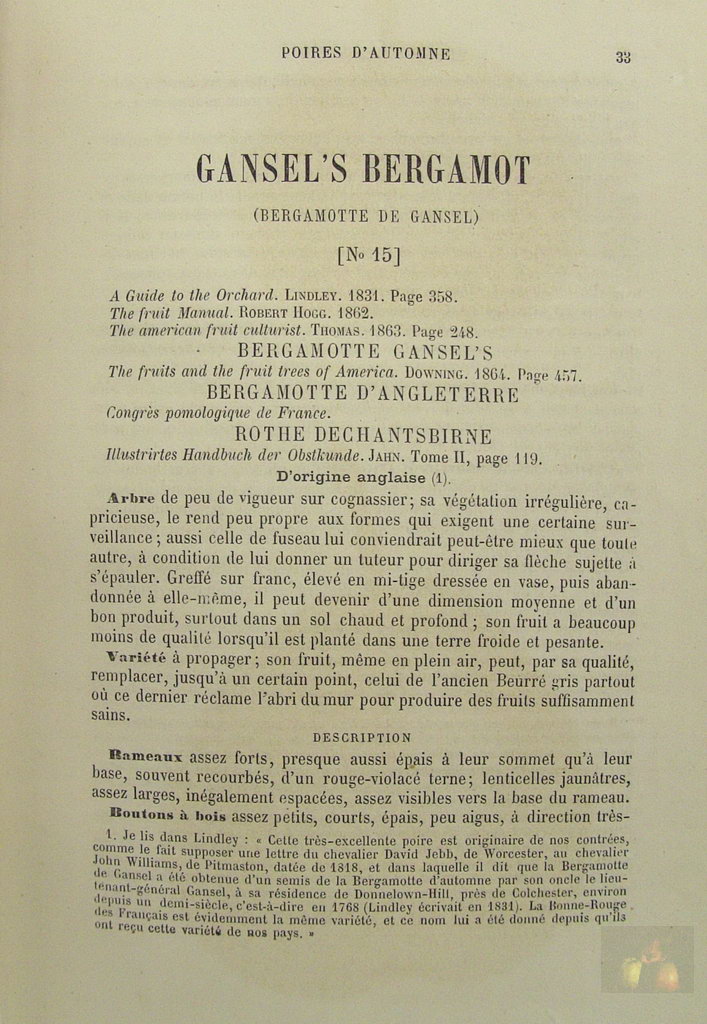 POIRES D'AUTOMNE 33
GANSEL'S BERGAMOT
(BERGAMOTTE DE GANSEL)
[No 15]
A Guide to the Orchard. LINDLEY. 1831. Page 358.
The fruit Manual. ROBERT HOGG. 1862.
The american fruit culturist. THOMAS. 1863. Page 248.
BERGAMOTTE GANSEL'S
The fruits and the fruit trees of America. DOWNING. 1864. Page 457.
BERGAMOTTE D'ANGLETERRE
Congrès pomologique de France.
ROTHE DECHANTSBIRNE
Illustrirtes Handbuch der Obstkunde. JAHN. Tome II, page 119.
D'origine anglaise (1).
Arbre de peu de vigueur sur cognassier; sa végétation irrégulière, ca-
pricieuse, le rend peu propre aux formes qui exigent une certaine sur-
veillance; aussi celle de fuseau lui conviendrait peut-être mieux que toute
autre, à condition de lui donner un tuteur pour diriger sa flèche sujette à
s'épauler. Greffé sur franc, élevé en mi-tige dressée en vase, puis aban-
donnée à elle-même, il peut devenir d'une dimension moyenne et d'un
bon produit, surtout dans un sol chaud et profond; son fruit a beaucoup
moins de qualité lorsqu'il est planté dans une terre froide et pesante.
Variété à propager; son fruit, même en plein air, peut, par sa qualité,
remplacer, jusqu'à un certain point, celui de l'ancien Beurré gris partout
où ce dernier réclame l'abri du mur pour produire des fruits suffisamment
sains.
DESCRIPTION
Rameaux assez forts, presque aussi épais à leur sommet qu'à leur
base, souvent recourbés, d'un rouge-violacé terne; lenticelles jaunâtres,
assez larges, inégalement espacées, assez visibles vers la base du rameau.
Boutons à bois assez petits, courts, épais, peu aigus, à direction très-
1. Je lis dans Lindley : « Cette très-excellente poire est originaire de nos contrées,
comme le fait supposer une lettre du chevalier David Jebb, de Worcester, au chevalier
John Williams, de Pitmaston, datée de 1818, et dans laquelle il dit que la Bergamotte
de Gansel a été obtenue d'un semis de la Bergamotte d'automne par son oncle le lieu-
tenant-général Gansel, à sa résidence de Donnelown-Hill, près de Colchester, environ
depuis un demi-siècle, c'est-à-dire en 1768 (Lindley écrivait en 1831). La Bonne-Rouge
des Français est évidemment la même variété, et ce nom lui a été donné depuis qu'ils
ont reçu cette variété de nos pays. »